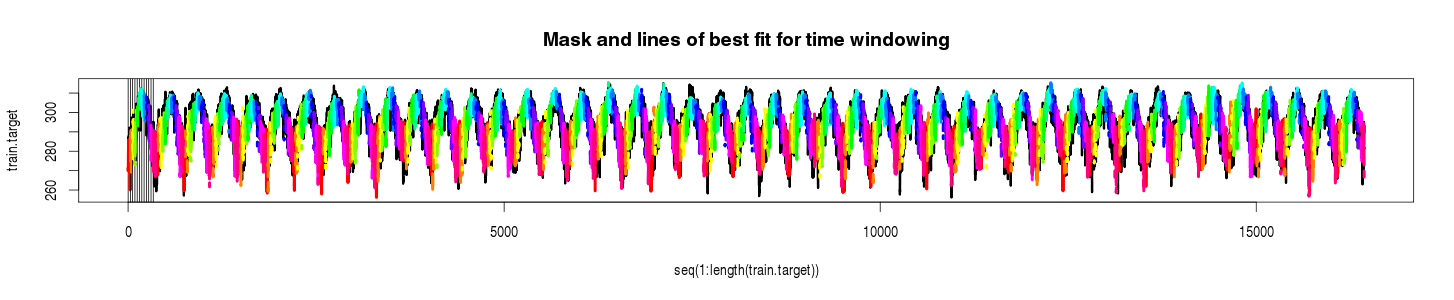 Mask and lines of best fit for time windowing
train.target
300
280
260
0 5000 10000 15000
seq(1:length(train.target))